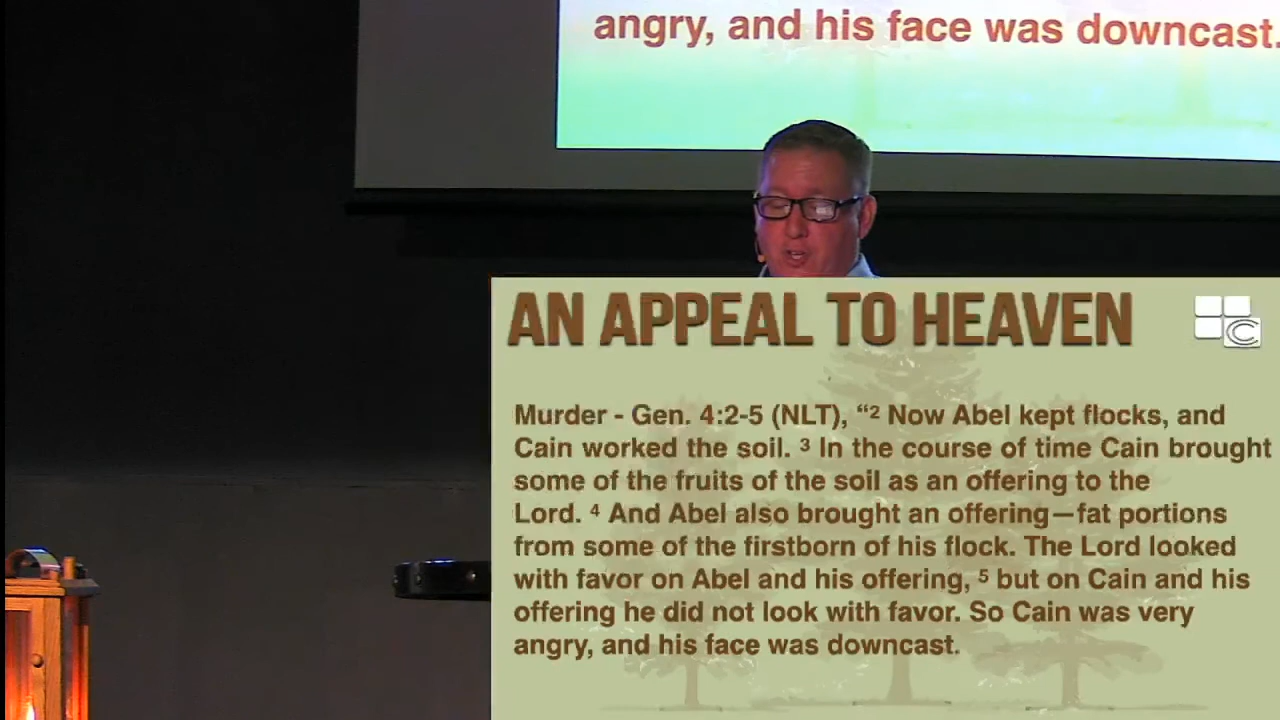 angry, and his face was downcast.
AN APPEAL TO HEAVEN
C
Murder - Gen. 4:2-5 (NLT), “2 Now Abel kept flocks, and
Cain worked the soil. 3 In the course of time Cain brought
some of the fruits of the soil as an offering to the
Lord. 4 And Abel also brought an offering—fat portions
from some of the firstborn of his flock. The Lord looked
with favor on Abel and his offering, 5 but on Cain and his
offering he did not look with favor. So Cain was very
angry, and his face was downcast.